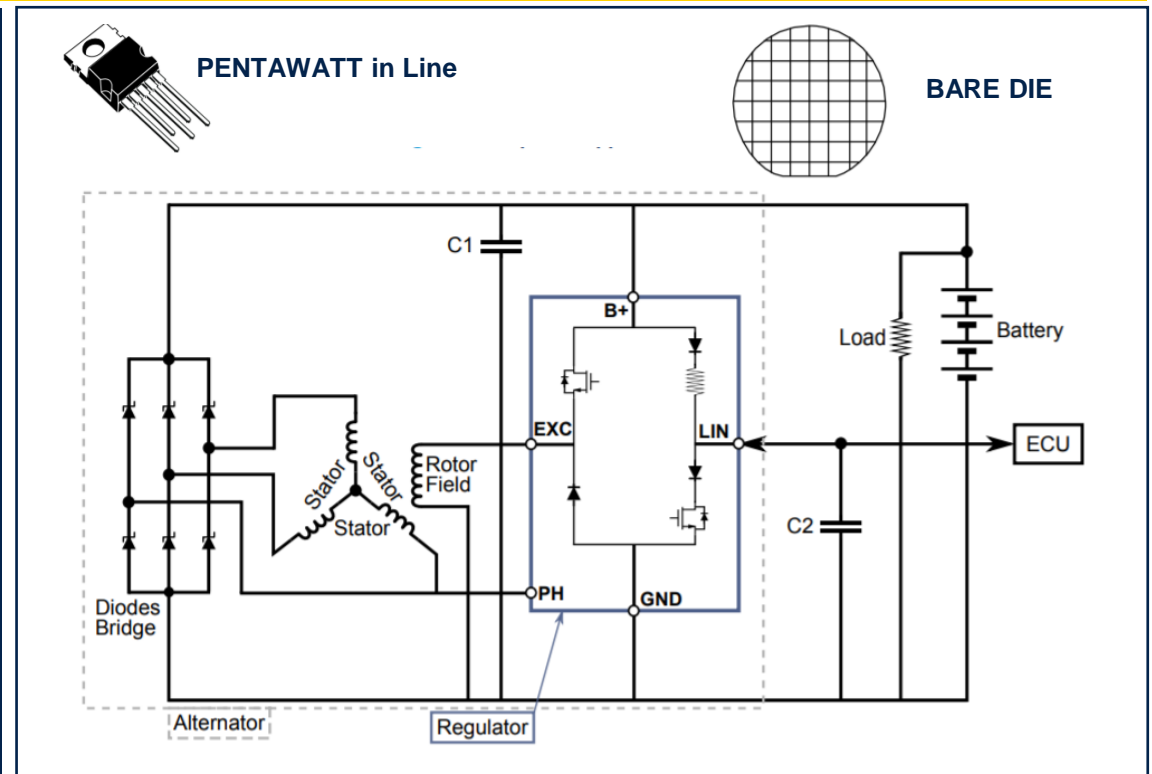 PENTAWATT in Line
BARE DIE
C1
B+
Load
Battery
EXC
LIN
ECU
Rotor
Field
Stator
Stator
Stator
C2
PH
GND
Diodes
Bridge
Alternator
Regulator